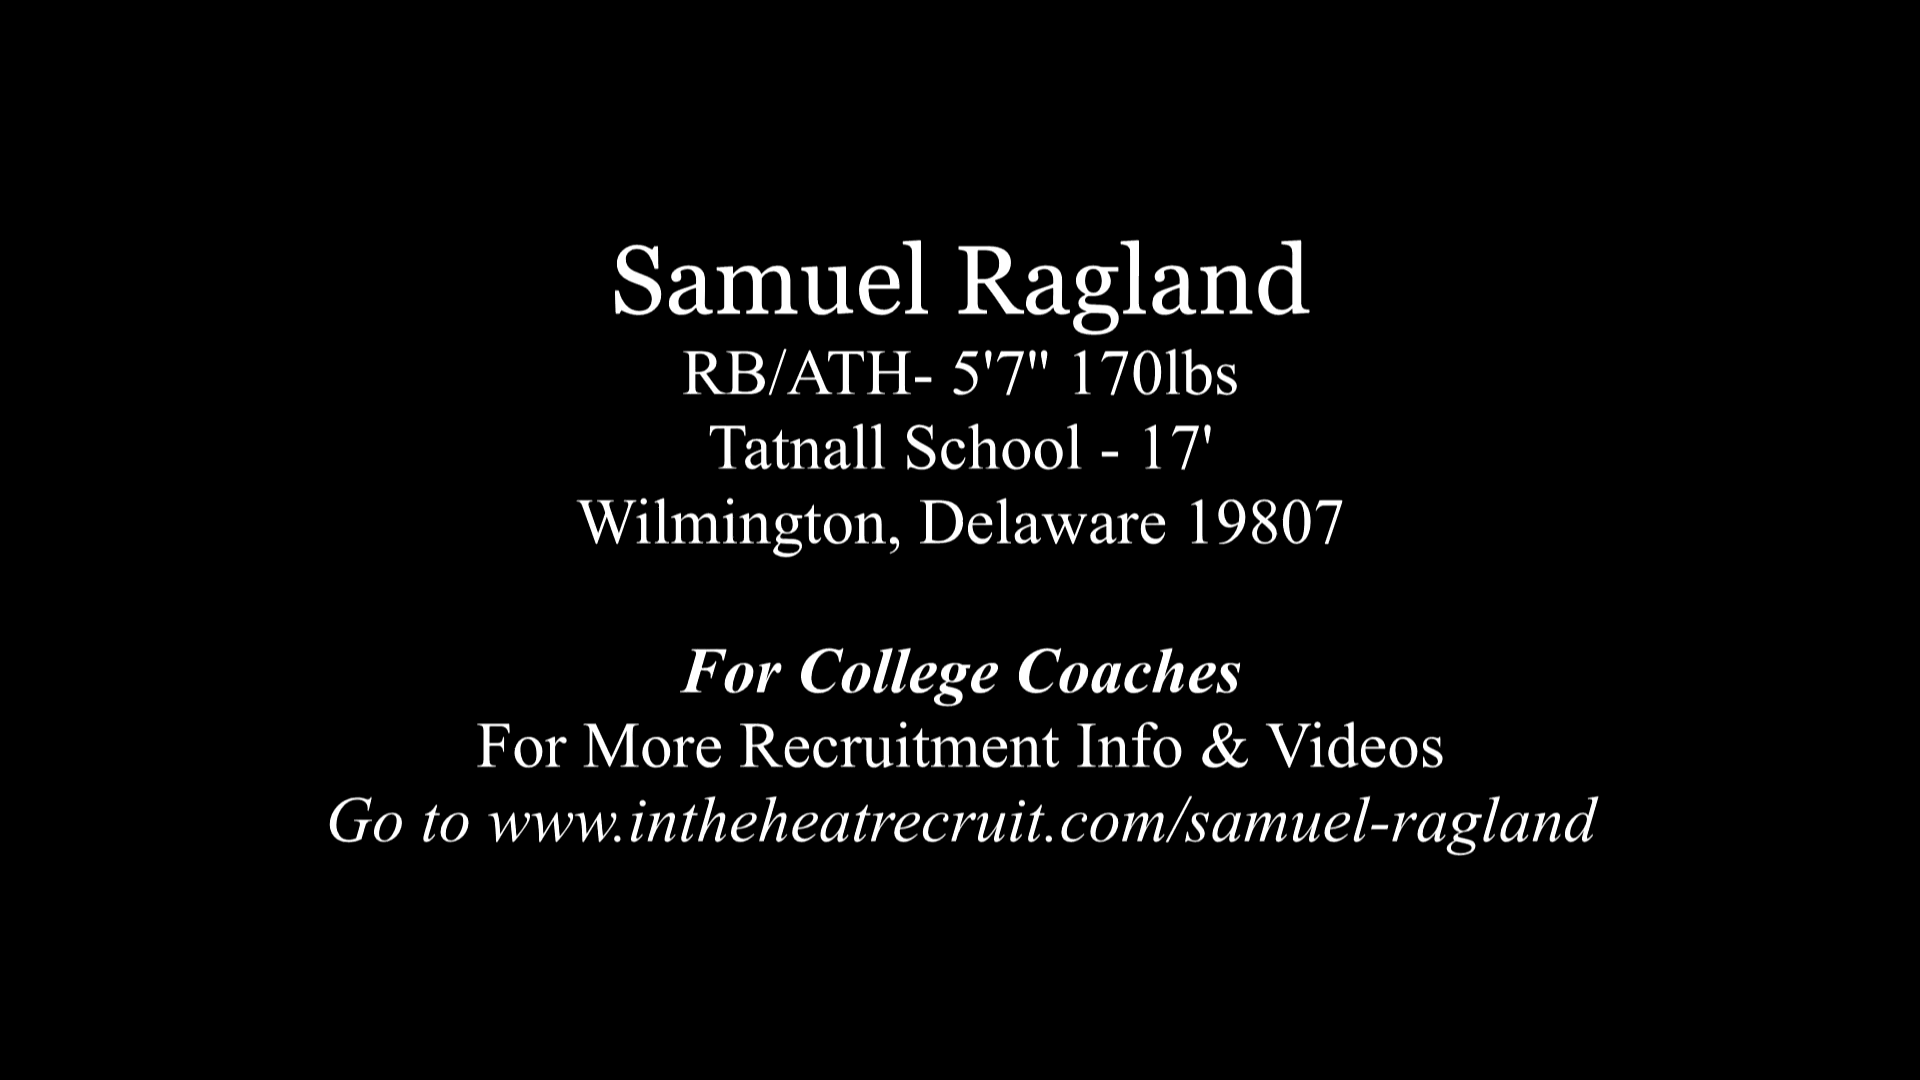 Samuel Ragland
RB/ATH- 5'7" 170lbs
Tatnall School - 17'
Wilmington, Delaware 19807
For College Coaches
For More Recruitment Info & Videos
Go to www.intheheatrecruit.com/samuel-ragland